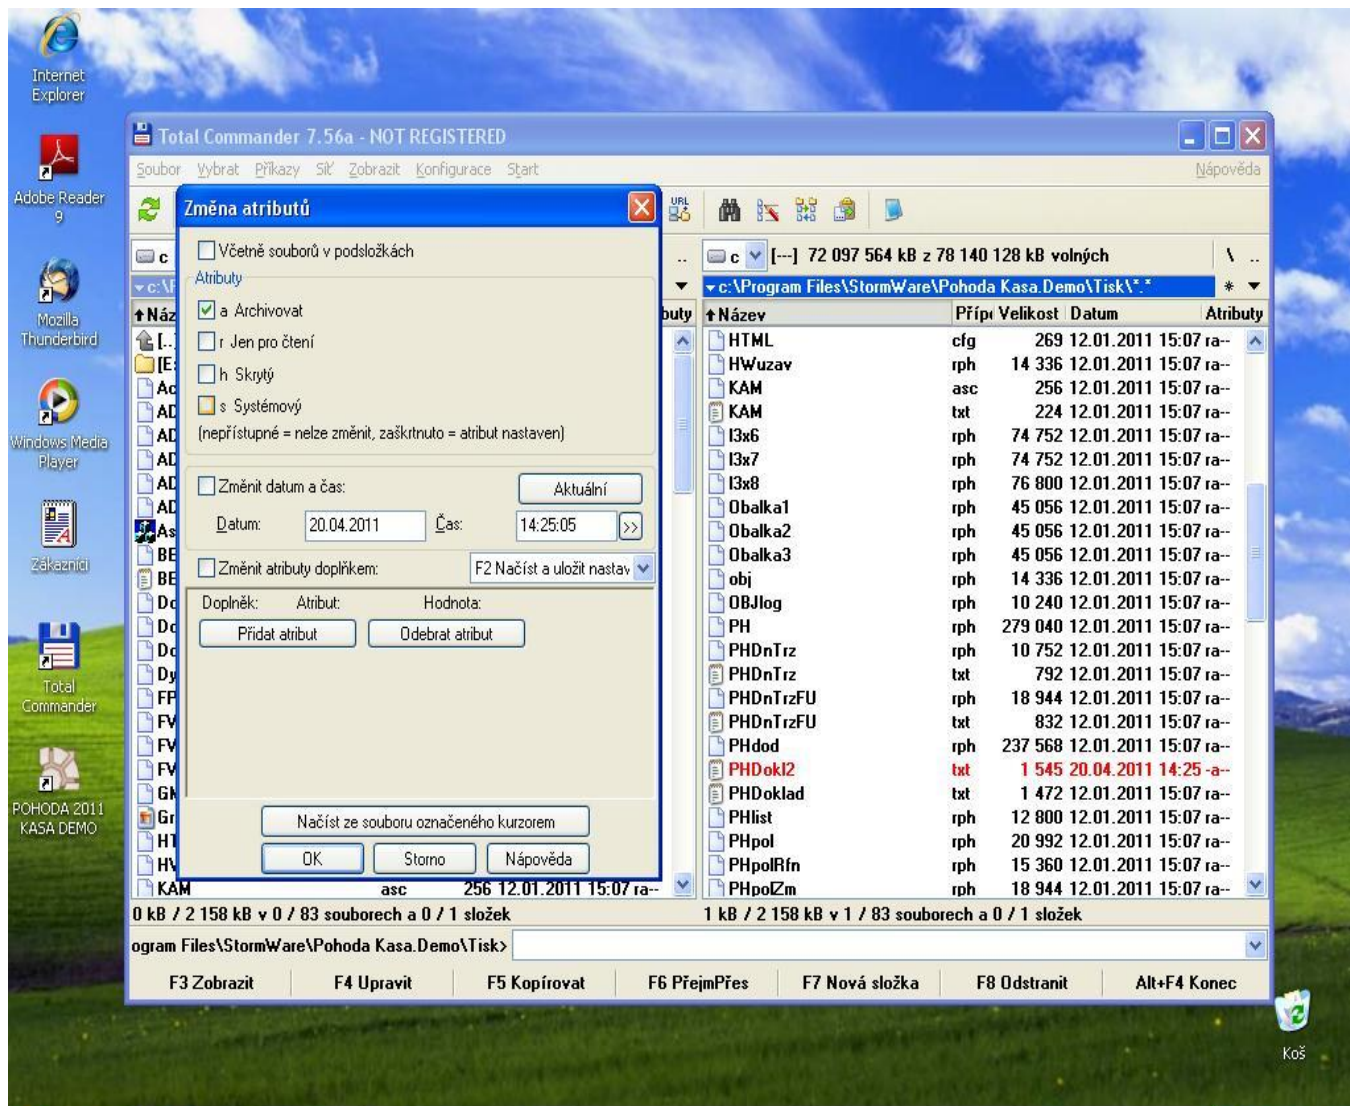 Internet
Explorer
Adobe Reader
9
Mozilla
Thunderbird
Windows Media
Player
Zákazníci
Total
Commander
POHODA 2011
KASA DEMO
Koš
Total Commander 7.56a - NOT REGISTERED
Soubor Vybrat Příkazy Síť Zobrazit Konfigurace Start Nápověda
URL
Změna atributů
Včetně souborů v podsložkách
Atributy
a Archivovat
r Jen pro čtení
h Skrytý
s Systémový
(nepřístupné = nelze změnit, zaškrtnuto = atribut nastaven)
Změnit datum a čas:
Aktuální
Datum: 20.04.2011 Čas: 14:25:05 >>
Změnit atributy doplňkem: F2 Načíst a uložit nastav
Doplněk: Atribut: Hodnota:
Přidat atribut Odebrat atribut
Načíst ze souboru označeného kurzorem
OK Storno Nápověda
c
KAM asc 256 12.01.2011 15:07 ra--
0 kB / 2 158 kB v 0 / 83 souborech a 0 / 1 složek
c [---] 72 097 564 kB z 78 140 128 kB volných \ ..
c:\Program Files\StormWare\Pohoda Kasa.Demo\Tisk\*.* *
Název Přípo Velikost Datum Atributy
HTML cfg 269 12.01.2011 15:07 ra--
HWuzav rph 14 336 12.01.2011 15:07 ra--
KAM asc 256 12.01.2011 15:07 ra--
KAM txt 224 12.01.2011 15:07 ra--
I3x6 rph 74 752 12.01.2011 15:07 ra--
I3x7 rph 74 752 12.01.2011 15:07 ra--
I3x8 rph 76 800 12.01.2011 15:07 ra--
Obalka1 rph 45 056 12.01.2011 15:07 ra--
Obalka2 rph 45 056 12.01.2011 15:07 ra--
Obalka3 rph 45 056 12.01.2011 15:07 ra--
obj rph 14 336 12.01.2011 15:07 ra--
OBJlog rph 10 240 12.01.2011 15:07 ra--
PH rph 279 040 12.01.2011 15:07 ra--
PHDnTrz rph 10 752 12.01.2011 15:07 ra--
PHDnTrz txt 792 12.01.2011 15:07 ra--
PHDnTrzFU rph 18 944 12.01.2011 15:07 ra--
PHDnTrzFU txt 832 12.01.2011 15:07 ra--
PHdod rph 237 568 12.01.2011 15:07 ra--
PHDokl2 txt 1 545 20.04.2011 14:25 -a--
PHDoklad txt 1 472 12.01.2011 15:07 ra--
PHlist rph 12 800 12.01.2011 15:07 ra--
PHpol rph 20 992 12.01.2011 15:07 ra--
PHpolRfn rph 15 360 12.01.2011 15:07 ra--
PHpolZm rph 18 944 12.01.2011 15:07 ra--
1 kB / 2 158 kB v 1 / 83 souborech a 0 / 1 složek
ogram Files\StormWare\Pohoda Kasa.Demo\Tisk>
F3 Zobrazit F4 Upravit F5 Kopírovat F6 PřejmPřes F7 Nová složka F8 Odstranit Alt+F4 Konec